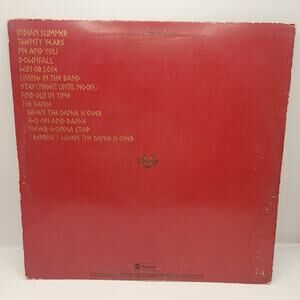 INDIAN SUMMER
TWENTY YEARS
ME AND YOU
DOWNFALL
WIN OR LOSE
LIVING IN THE BAND
STAY (NIGHT UNTIL NOON)
FIND OUT IN TIME
THE DANCE
WHEN THE DANCE IS OVER
GO ON AND DANCE
NEVER GONNA STOP
(REPRISE) WHEN THE DANCE IS OVER